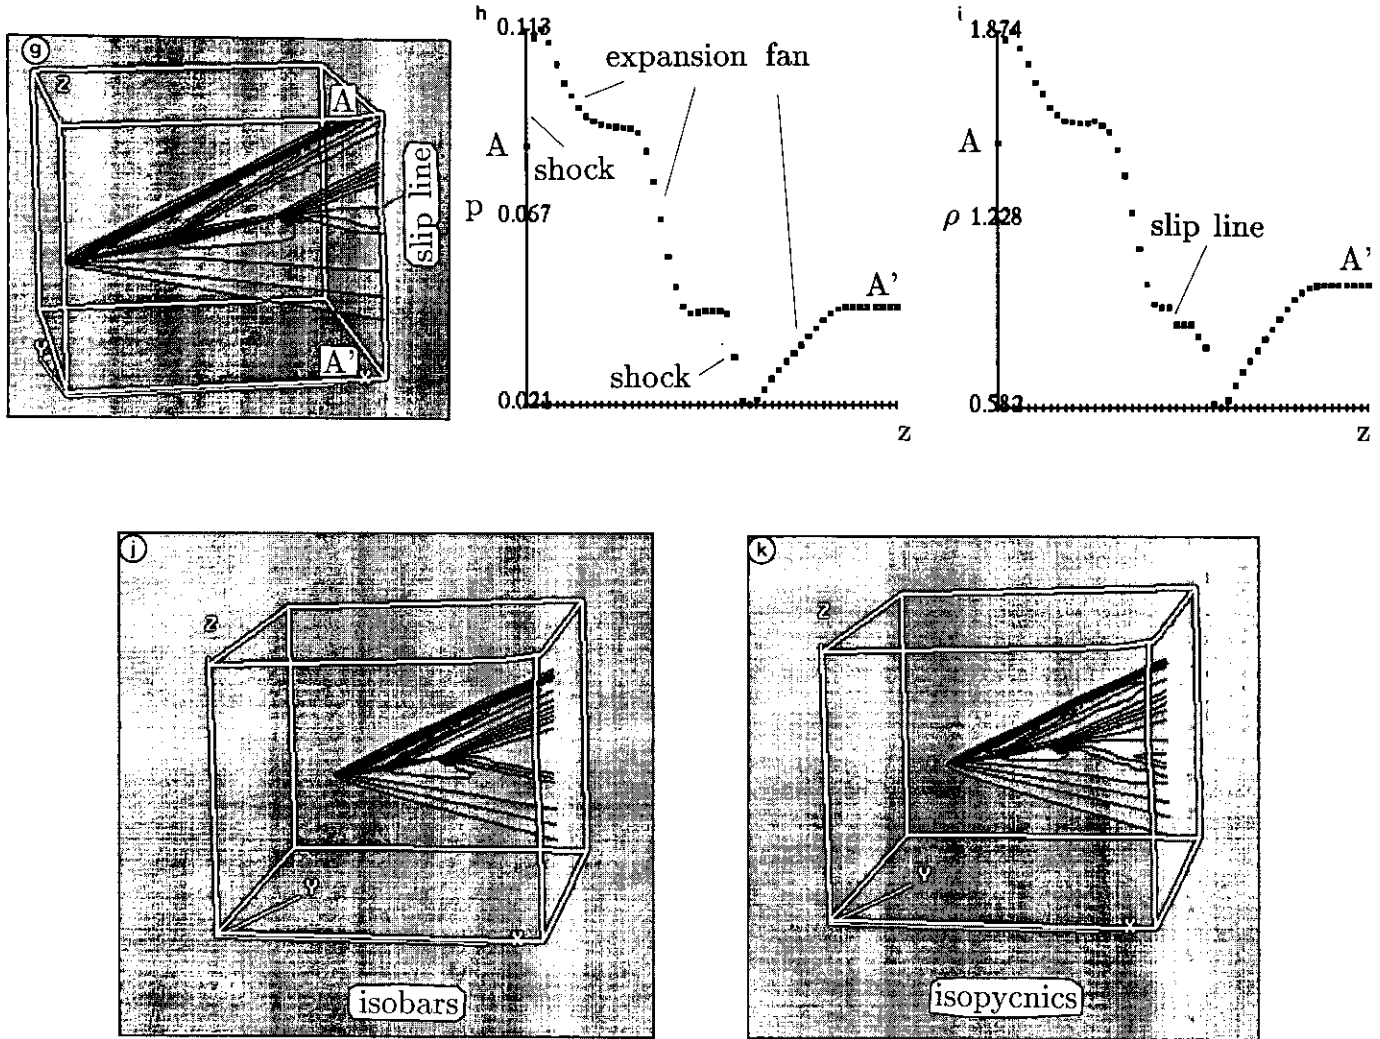 g
Z
A
slip line
A'
Y
h
0.113
expansion fan
A
shock
p
0.067
A'
shock
0.021
z
i
1.874
A
ρ
1.228
slip line
A'
0.582
z
j
Z
Y
isobars
k
Z
Y
isopycnics